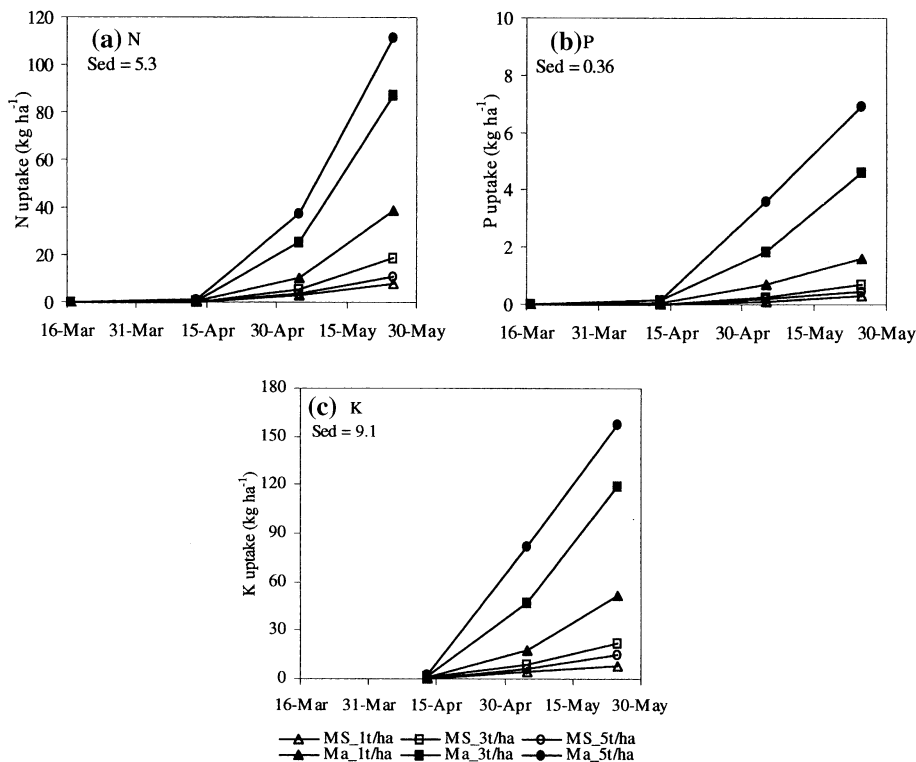 (a) N
Sed = 5.3
N uptake (kg ha⁻¹)
120
100
80
60
40
20
0
16-Mar 31-Mar 15-Apr 30-Apr 15-May 30-May
(b) P
Sed = 0.36
P uptake (kg ha⁻¹)
10
8
6
4
2
0
16-Mar 31-Mar 15-Apr 30-Apr 15-May 30-May
(c) K
Sed = 9.1
K uptake (kg ha⁻¹)
180
150
120
90
60
30
0
16-Mar 31-Mar 15-Apr 30-Apr 15-May 30-May
MS_1t/ha MS_3t/ha MS_5t/ha
Ma_1t/ha Ma_3t/ha Ma_5t/ha